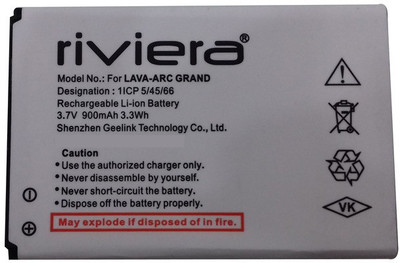 riviera®
Model No.: For LAVA-ARC GRAND
Designation : 1ICP 5/45/66
Rechargeable Li-ion Battery
3.7V 900mAh 3.3Wh
Shenzhen Geelink Technology Co., Ltd.
Caution
• Use the authorized charger only.
• Never disassemble by yourself.
• Never short-circuit the battery.
• Dispose off the battery properly.
May explode if disposed of in fire.
VK